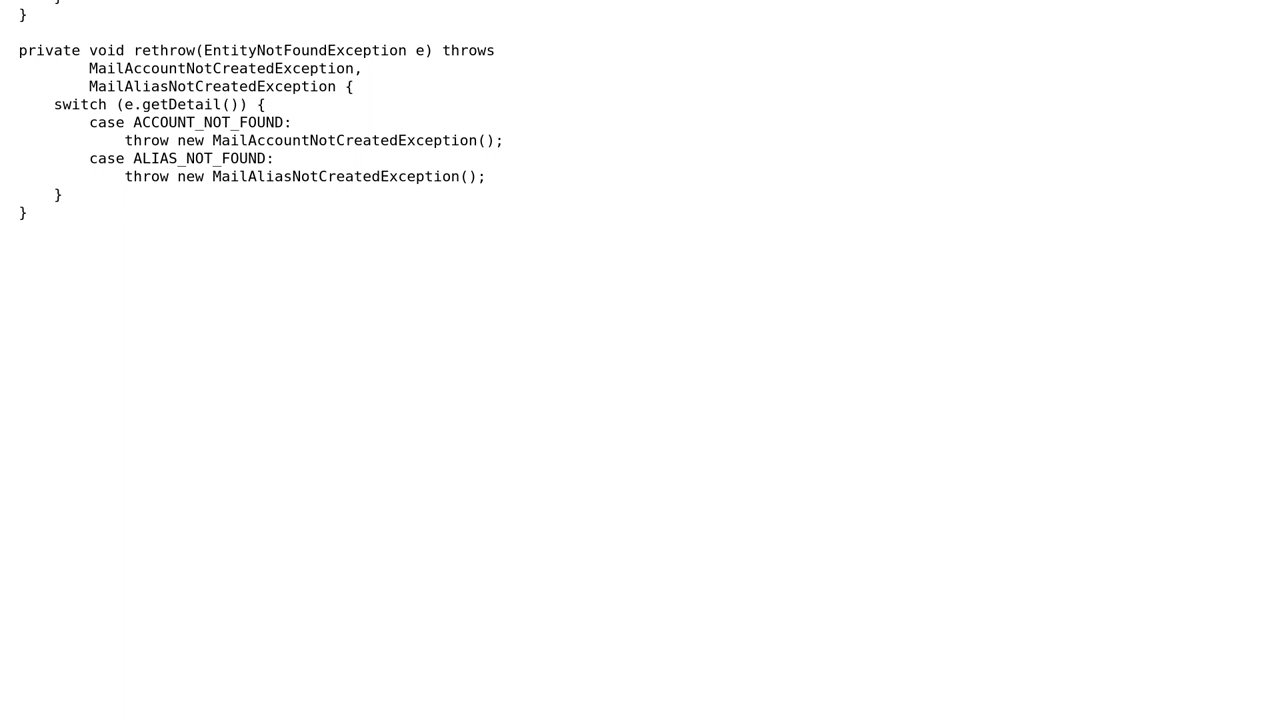 }
}
private void rethrow(EntityNotFoundException e) throws
        MailAccountNotCreatedException,
        MailAliasNotCreatedException {
    switch (e.getDetail()) {
        case ACCOUNT_NOT_FOUND:
            throw new MailAccountNotCreatedException();
        case ALIAS_NOT_FOUND:
            throw new MailAliasNotCreatedException();
    }
}